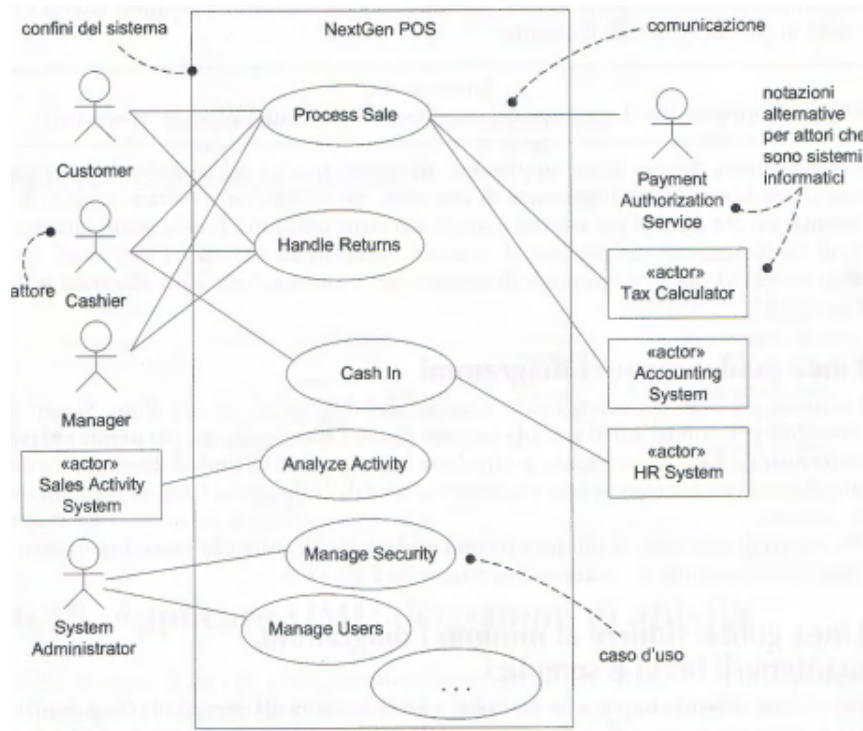 confini del sistema
NextGen POS
comunicazione
Process Sale
notazioni
alternative
per attori che
sono sistemi
informatici
Customer
Payment
Authorization
Service
Handle Returns
attore
Cashier
«actor»
Tax Calculator
Cash In
«actor»
Accounting
System
Manager
«actor»
Sales Activity
System
Analyze Activity
«actor»
HR System
Manage Security
System
Administrator
Manage Users
caso d'uso
. . .